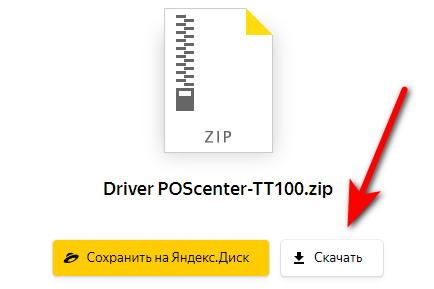 ZIP
Driver POScenter-TT100.zip
Сохранить на Яндекс.Диск
Скачать